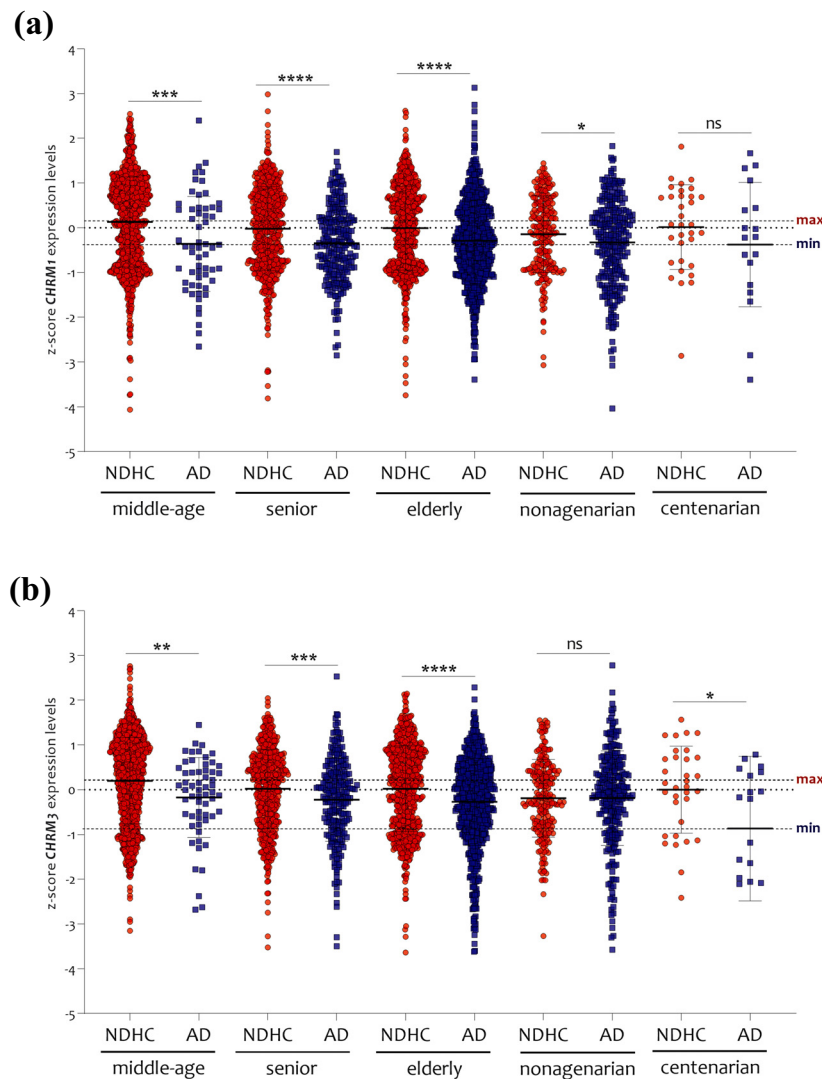 (a)
4
3
2
1
0
-1
-2
-3
-4
-5
z-score CHRM1 expression levels
*** **** **** * ns
max
min
NDHC AD NDHC AD NDHC AD NDHC AD NDHC AD
middle-age senior elderly nonagenarian centenarian
(b)
4
3
2
1
0
-1
-2
-3
-4
-5
z-score CHRM3 expression levels
** *** **** ns *
max
min
NDHC AD NDHC AD NDHC AD NDHC AD NDHC AD
middle-age senior elderly nonagenarian centenarian